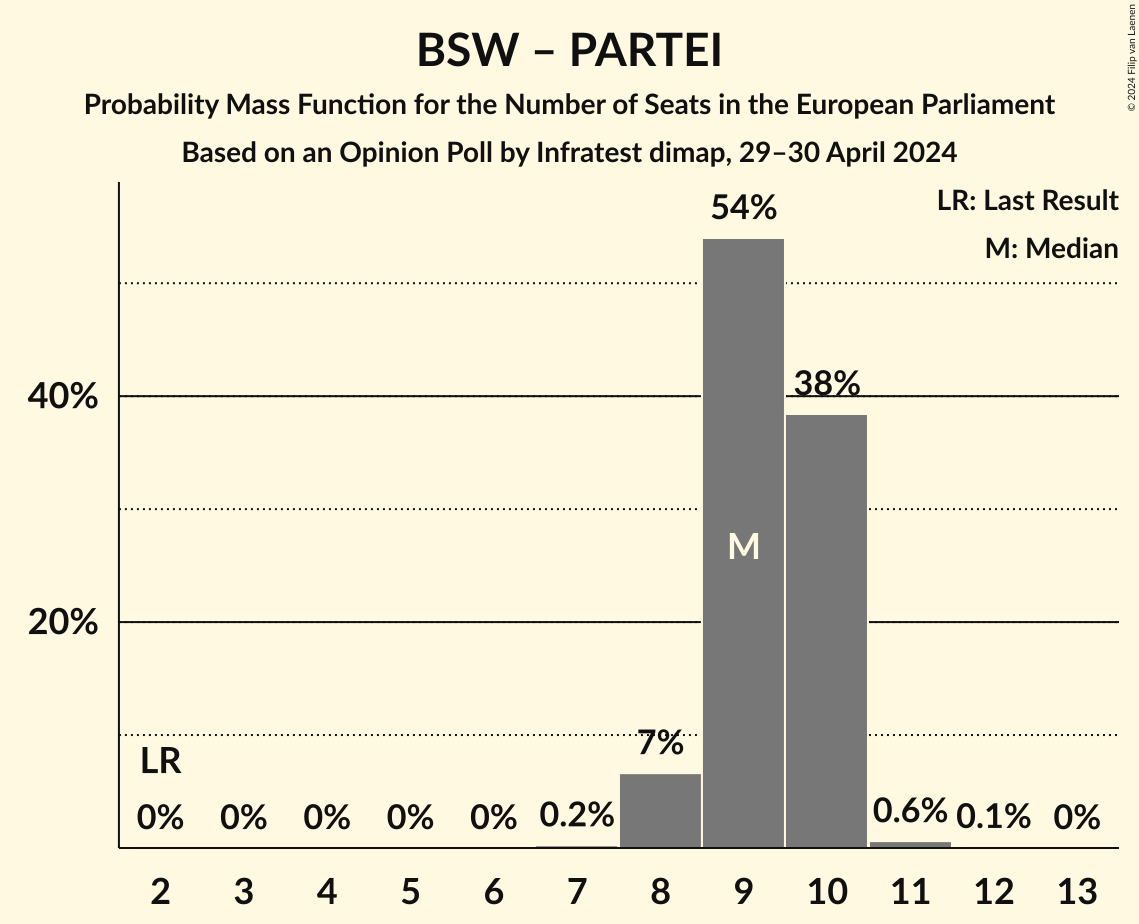 BSW – PARTEI
Probability Mass Function for the Number of Seats in the European Parliament
Based on an Opinion Poll by Infratest dimap, 29–30 April 2024
© 2024 Filip van Laenen
LR: Last Result
M: Median
54%
40%
38%
M
20%
7%
LR
0% 0% 0% 0% 0% 0.2% 0.6% 0.1% 0%
2 3 4 5 6 7 8 9 10 11 12 13